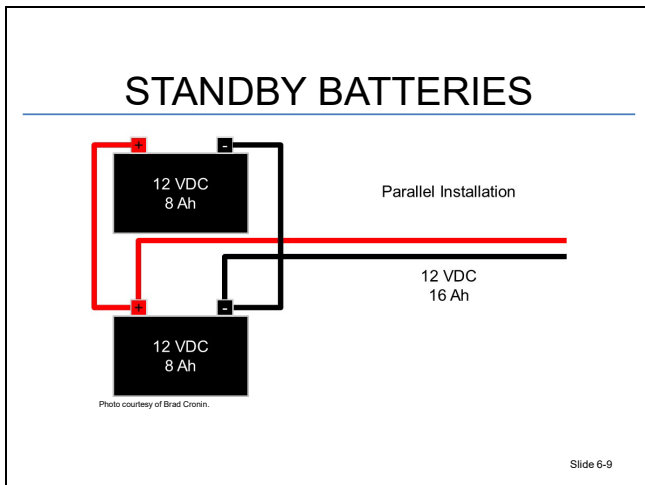 STANDBY BATTERIES
+
-
12 VDC
8 Ah
Parallel Installation
12 VDC
16 Ah
+
-
12 VDC
8 Ah
Photo courtesy of Brad Cronin.
Slide 6-9